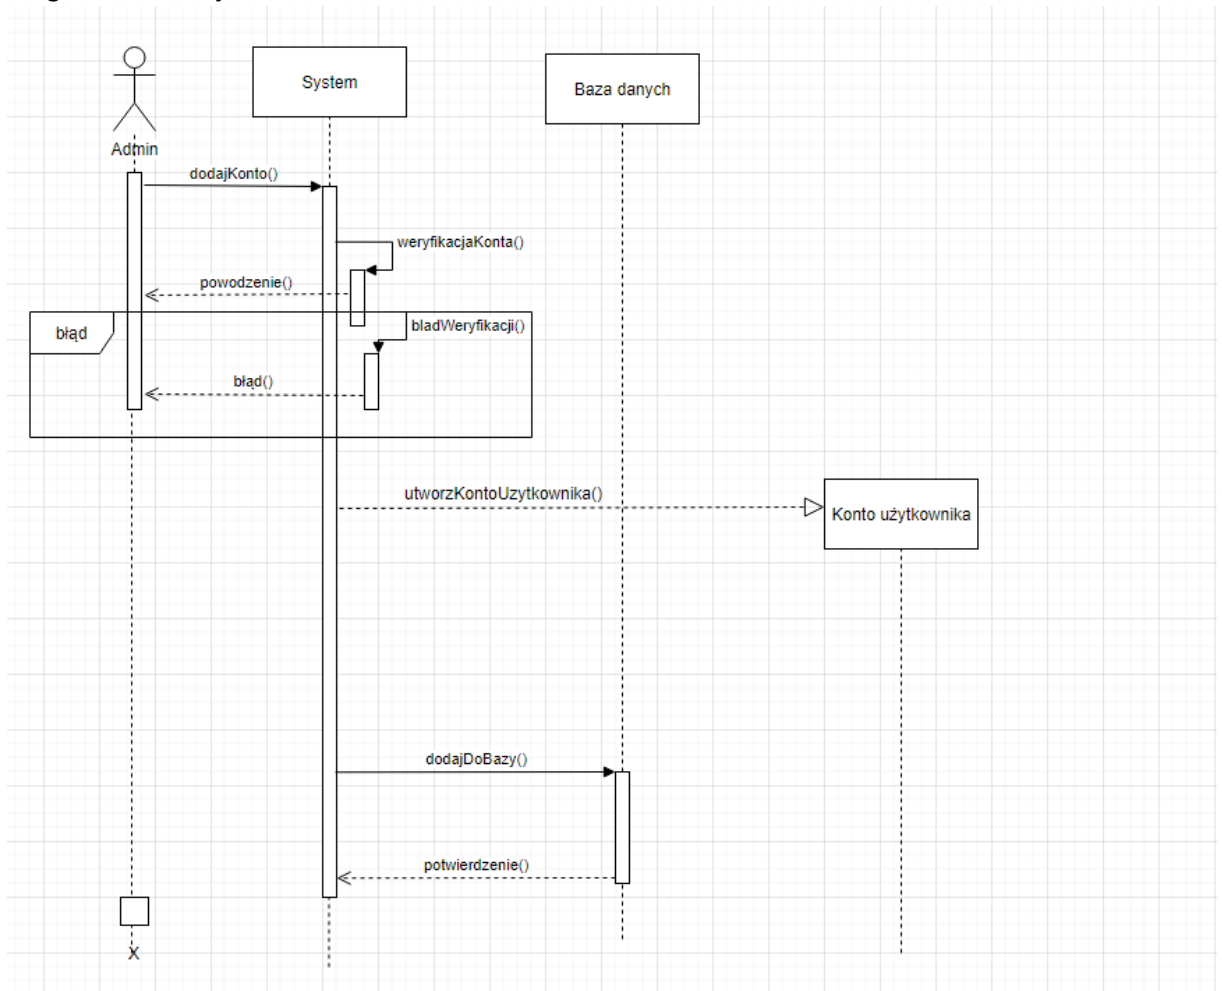 System
Baza danych
Admin
dodajKonto()
weryfikacjaKonta()
powodzenie()
błąd
bladWeryfikacji()
błąd()
utworzKontoUzytkownika()
Konto użytkownika
dodajDoBazy()
potwierdzenie()
X